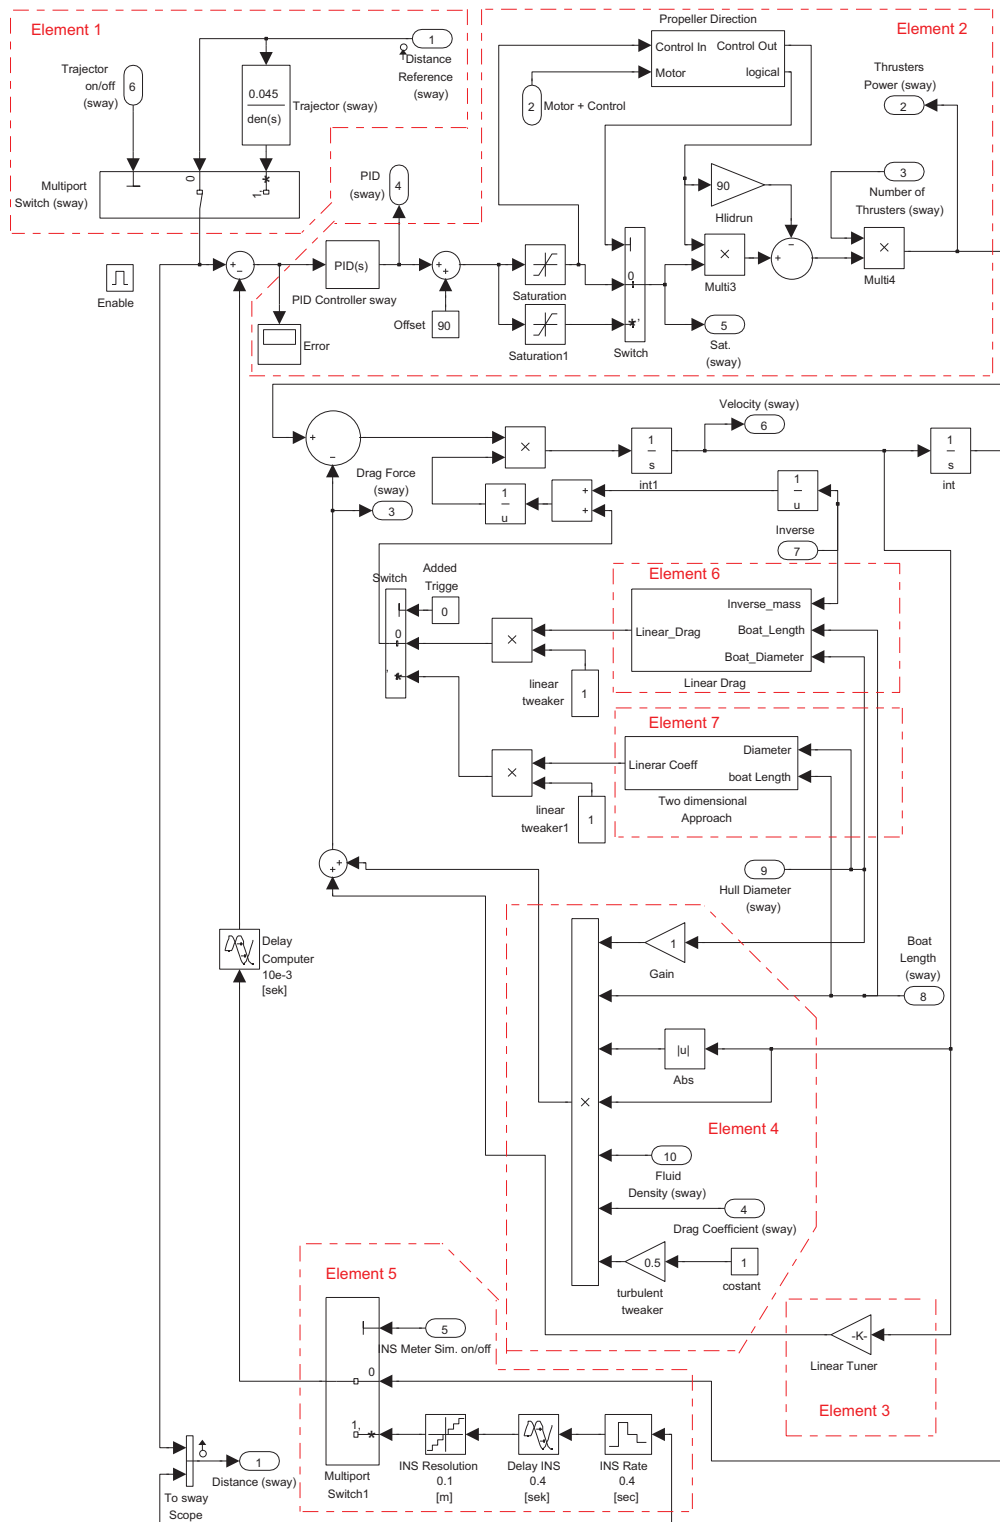 Element 1
1
Distance
Reference
(sway)
Trajector
on/off
(sway)
6
0.045
den(s)
Trajector (sway)
Multiport
Switch (sway)
0
1,
*
Element 2
Propeller Direction
Control In
Control Out
Motor
logical
2
Motor + Control
Thrusters
Power (sway)
2
3
Number of
Thrusters (sway)
90
Hlidrun
PID
(sway)
4
Enable
+
−
PID(s)
PID Controller sway
+
+
Offset
90
Error
Saturation
Saturation1
0
*,
Switch
×
Multi3
−
+
×
Multi4
5
Sat.
(sway)
Velocity (sway)
6
+
−
×
1
s
int1
1
s
int
Drag Force
(sway)
3
1
u
+
+
1
u
Inverse
7
Element 6
Switch
Added
Trigge
0
0
, *
×
Linear_Drag
Inverse_mass
Boat_Length
Boat_Diameter
Linear Drag
linear
tweaker
1
Element 7
×
Linerar Coeff
Diameter
boat Length
Two dimensional
Approach
linear
tweaker1
1
+
+
9
Hull Diameter
(sway)
1
Gain
Boat
Length
(sway)
8
Delay
Computer
10e-3
[sek]
|u|
Abs
×
Element 4
10
Fluid
Density (sway)
4
Drag Coefficient (sway)
0.5
turbulent
tweaker
1
costant
Element 5
5
INS Meter Sim. on/off
0
1,
*
Multiport
Switch1
INS Resolution
0.1
[m]
Delay INS
0.4
[sek]
INS Rate
0.4
[sec]
-K-
Linear Tuner
Element 3
1
Distance (sway)
To sway
Scope